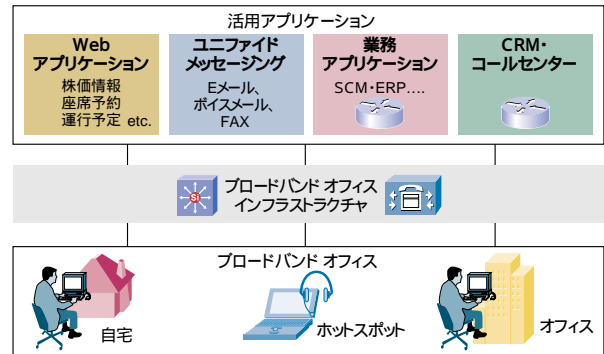 活用アプリケーション
Web
アプリケーション
株価情報
座席予約
運行予定 etc.
ユニファイド
メッセージング
Eメール、
ボイスメール、
FAX
業務
アプリケーション
SCM・ERP....
CRM・
コールセンター
Si
ブロードバンド オフィス
インフラストラクチャ
ブロードバンド オフィス
自宅
ホットスポット
オフィス